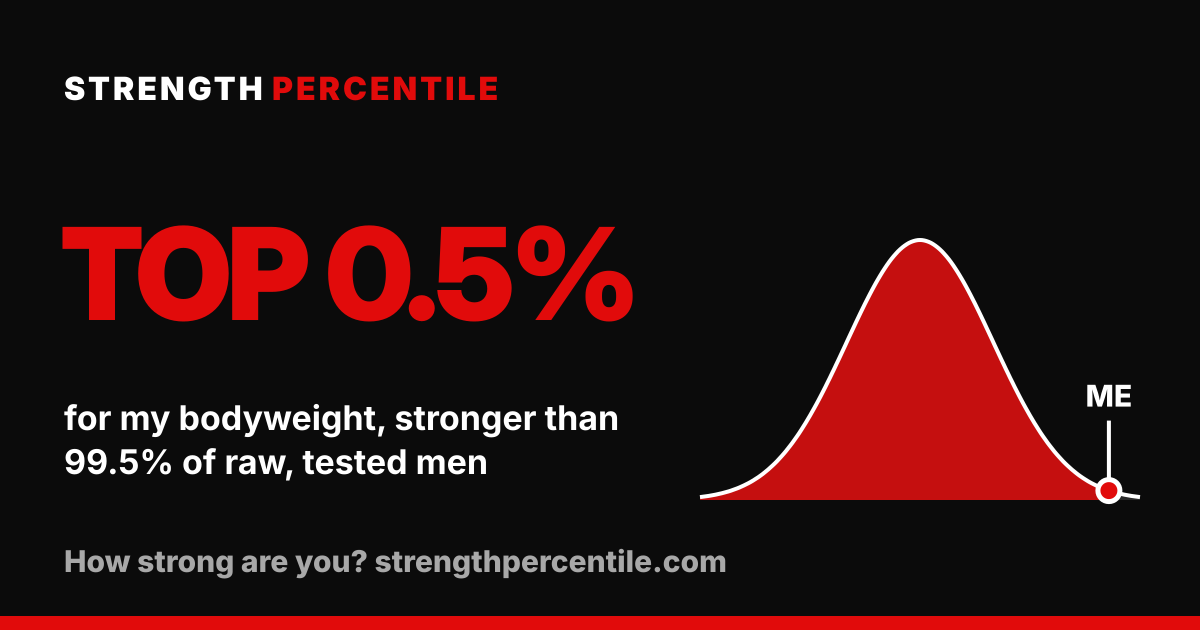 STRENGTH PERCENTILE
TOP 0.5%
for my bodyweight, stronger than
99.5% of raw, tested men
ME
How strong are you? strengthpercentile.com